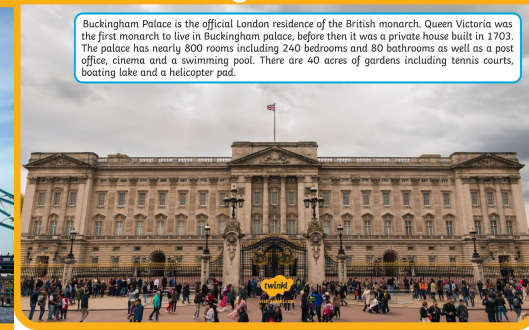 Buckingham Palace is the official London residence of the British monarch. Queen Victoria was
the first monarch to live in Buckingham palace, before then it was a private house built in 1703.
The palace has nearly 800 rooms including 240 bedrooms and 80 bathrooms as well as a post
office, cinema and a swimming pool. There are 40 acres of gardens including tennis courts,
boating lake and a helicopter pad.
twinkl
visit twinkl.com